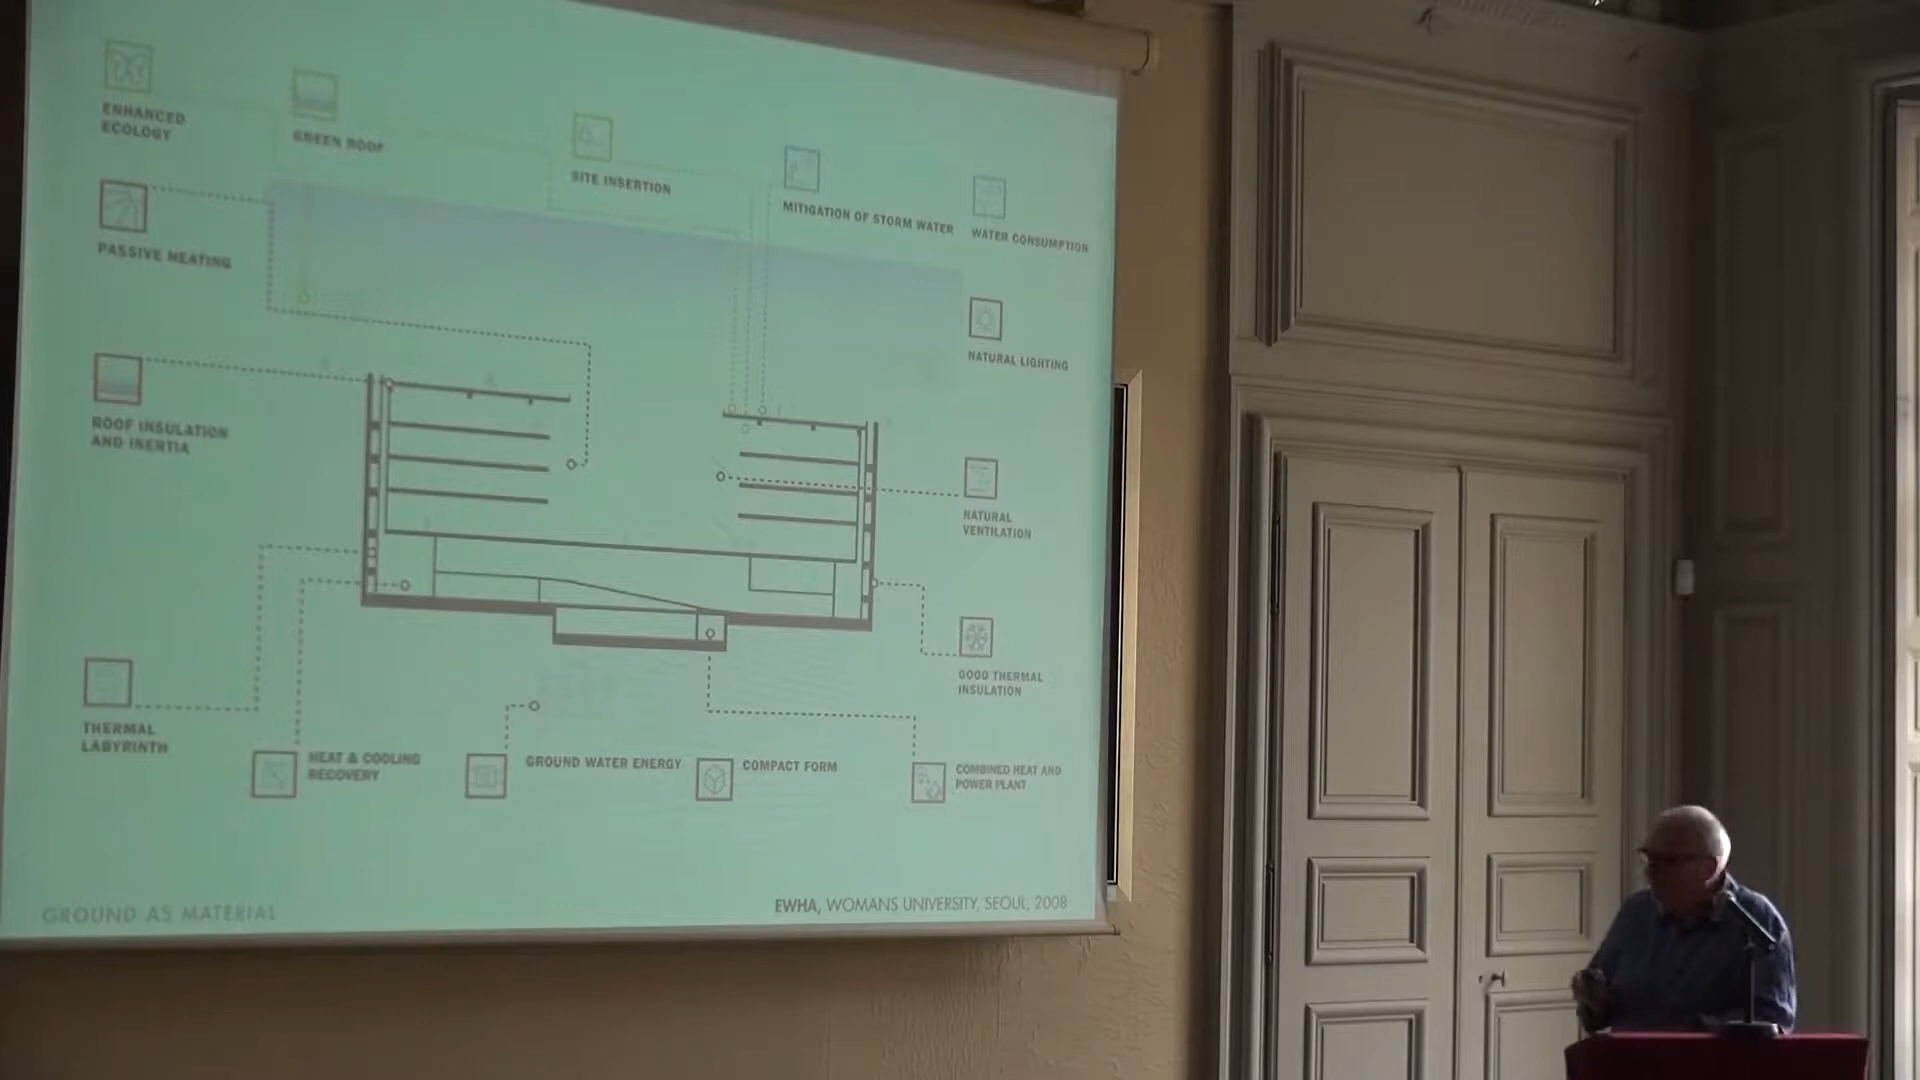 ENHANCED
ECOLOGY
GREEN ROOF
SITE INSERTION
MITIGATION OF STORM WATER
WATER CONSUMPTION
PASSIVE HEATING
NATURAL LIGHTING
ROOF INSULATION
AND INERTIA
NATURAL
VENTILATION
GOOD THERMAL
INSULATION
THERMAL
LABYRINTH
HEAT & COOLING
RECOVERY
GROUND WATER ENERGY
COMPACT FORM
COMBINED HEAT AND
POWER PLANT
GROUND AS MATERIAL
EWHA, WOMANS UNIVERSITY, SEOUL, 2008